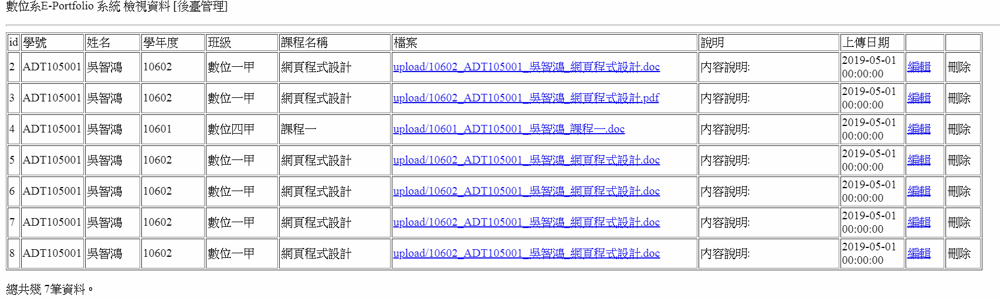 數位系E-Portfolio 系統 檢視資料 [後臺管理]
id 學號 姓名 學年度 班級 課程名稱 檔案 說明 上傳日期
2 ADT105001 吳智鴻 10602 數位一甲 網頁程式設計 upload/10602_ADT105001_吳智鴻_網頁程式設計.doc 內容說明: 2019-05-01 00:00:00 編輯 刪除
3 ADT105001 吳智鴻 10602 數位一甲 網頁程式設計 upload/10602_ADT105001_吳智鴻_網頁程式設計.pdf 內容說明: 2019-05-01 00:00:00 編輯 刪除
4 ADT105001 吳智鴻 10601 數位四甲 課程一 upload/10601_ADT105001_吳智鴻_課程一.doc 內容說明: 2019-05-01 00:00:00 編輯 刪除
5 ADT105001 吳智鴻 10602 數位一甲 網頁程式設計 upload/10602_ADT105001_吳智鴻_網頁程式設計.doc 內容說明: 2019-05-01 00:00:00 編輯 刪除
6 ADT105001 吳智鴻 10602 數位一甲 網頁程式設計 upload/10602_ADT105001_吳智鴻_網頁程式設計.doc 內容說明: 2019-05-01 00:00:00 編輯 刪除
7 ADT105001 吳智鴻 10602 數位一甲 網頁程式設計 upload/10602_ADT105001_吳智鴻_網頁程式設計.doc 內容說明: 2019-05-01 00:00:00 編輯 刪除
8 ADT105001 吳智鴻 10602 數位一甲 網頁程式設計 upload/10602_ADT105001_吳智鴻_網頁程式設計.doc 內容說明: 2019-05-01 00:00:00 編輯 刪除
總共幾 7筆資料。